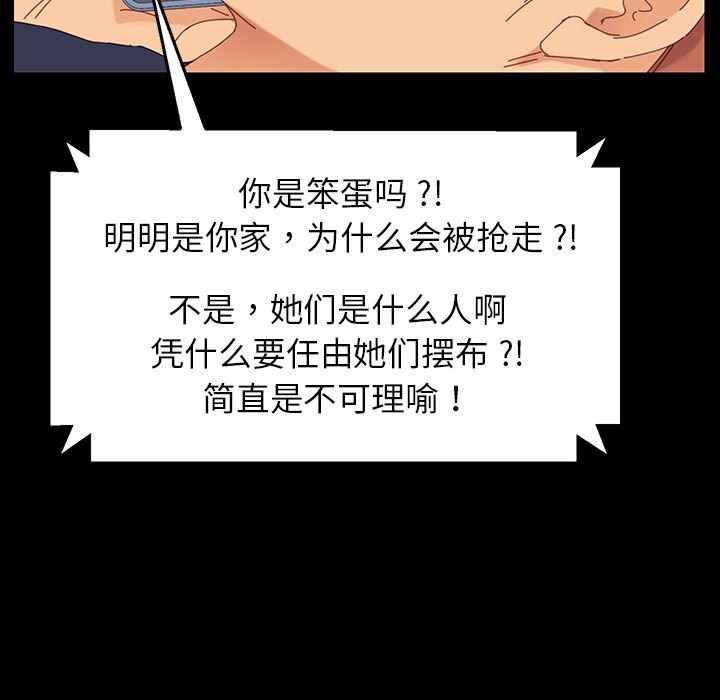 你是笨蛋吗?!
明明是你家，为什么会被抢走?!
不是，她们是什么人啊
凭什么要任由她们摆布?!
简直是不可理喻！